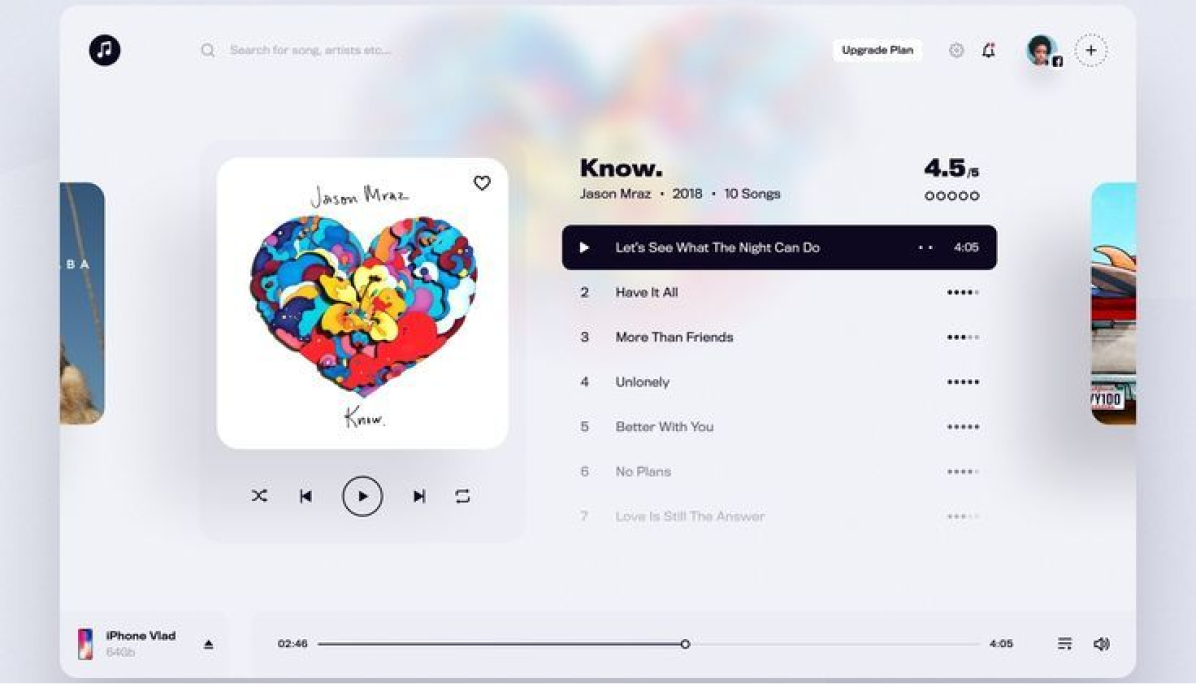 Search for song, artists etc...
Upgrade Plan
BA
Jason Mraz
Know.
Know.
4.5/5
Jason Mraz • 2018 • 10 Songs
Let's See What The Night Can Do 4:05
2 Have It All
3 More Than Friends
4 Unlonely
5 Better With You
6 No Plans
7 Love Is Still The Answer
VY100
iPhone Vlad
64Gb
02:46
4:05